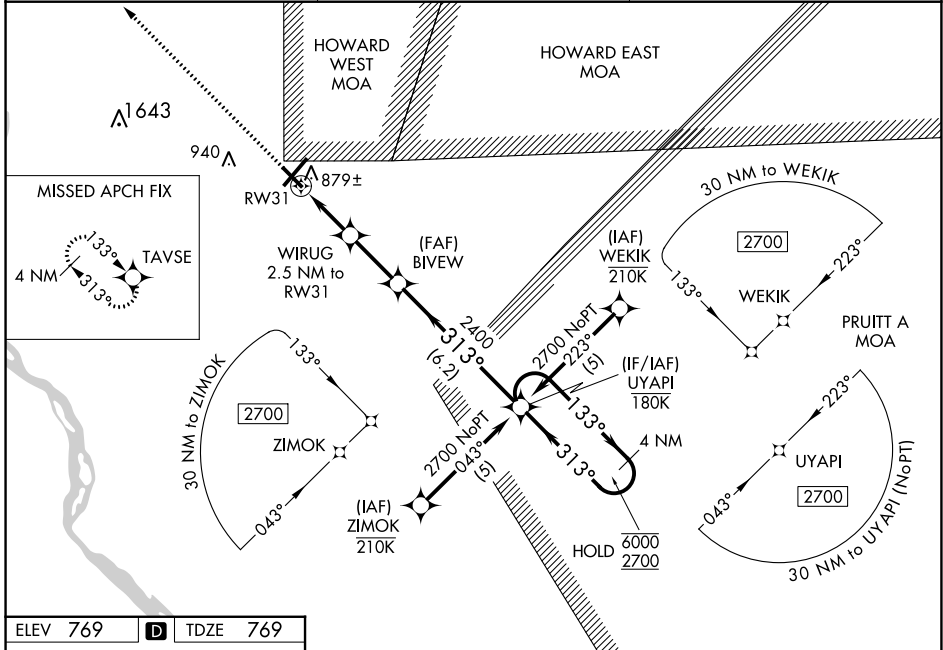 HOWARD
WEST
MOA
HOWARD EAST
MOA
1643
940
879±
RW31
MISSED APCH FIX
133°
TAVSE
4 NM
313°
WIRUG
2.5 NM to
RW31
(FAF)
BIVEW
(IAF)
WEKIK
210K
30 NM to WEKIK
2700
133°
223°
WEKIK
PRUITT A
MOA
2400
313°
(6.2)
2700 NoPT
223°
(5)
(IF/IAF)
UYAPI
180K
133°
313°
4 NM
30 NM to ZIMOK
133°
2700
ZIMOK
043°
2700 NoPT
043°
(5)
(IAF)
ZIMOK
210K
HOLD
6000
2700
223°
UYAPI
2700
043°
30 NM to UYAPI (NoPT)
ELEV 769 D TDZE 769